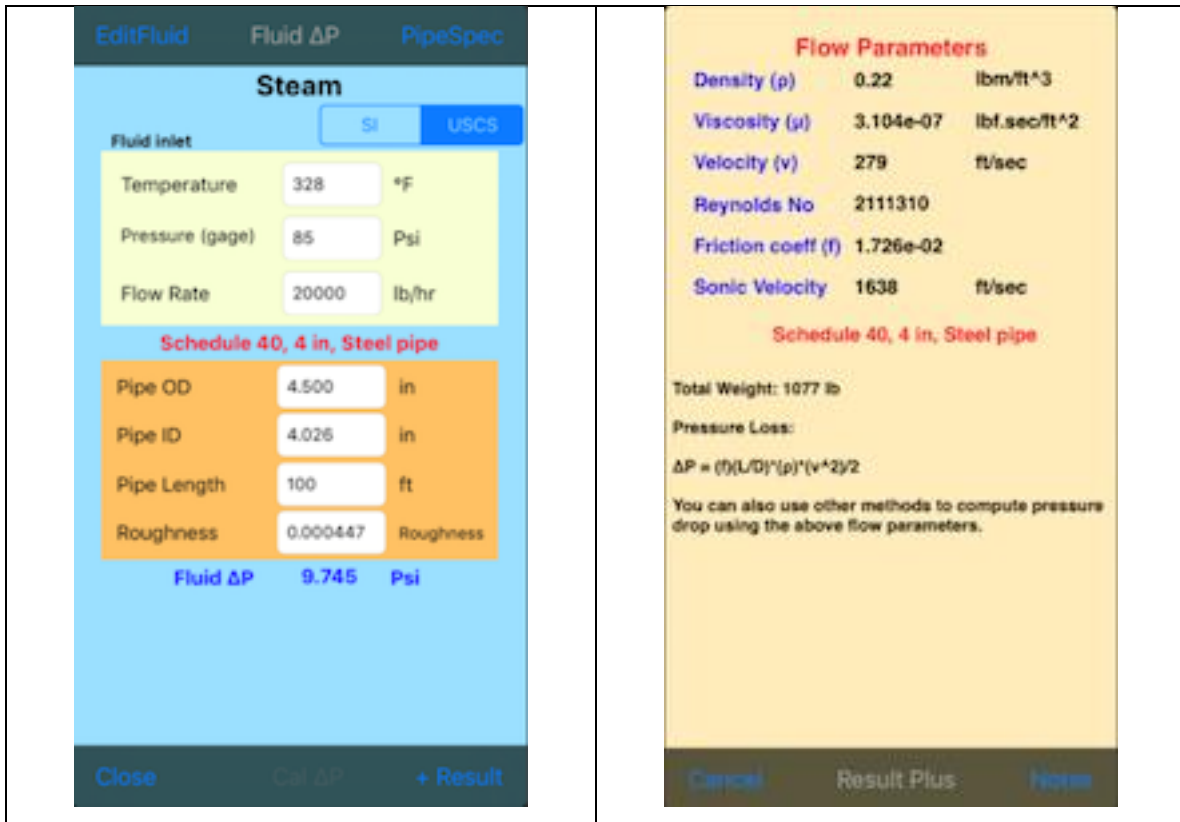 EditFluid Fluid ΔP PipeSpec
Steam
SI USCS
Fluid inlet
Temperature 328 °F
Pressure (gage) 85 Psi
Flow Rate 20000 lb/hr
Schedule 40, 4 in, Steel pipe
Pipe OD 4.500 in
Pipe ID 4.026 in
Pipe Length 100 ft
Roughness 0.000447 Roughness
Fluid ΔP 9.745 Psi
Close Cal ΔP + Result
Flow Parameters
Density (ρ) 0.22 lbm/ft^3
Viscosity (μ) 3.104e-07 lbf.sec/ft^2
Velocity (v) 279 ft/sec
Reynolds No 2111310
Friction coeff (f) 1.726e-02
Sonic Velocity 1638 ft/sec
Schedule 40, 4 in, Steel pipe
Total Weight: 1077 lb
Pressure Loss:
ΔP = (f)(L/D)*(ρ)*(v^2)/2
You can also use other methods to compute pressure
drop using the above flow parameters.
Cancel Result Plus Notes